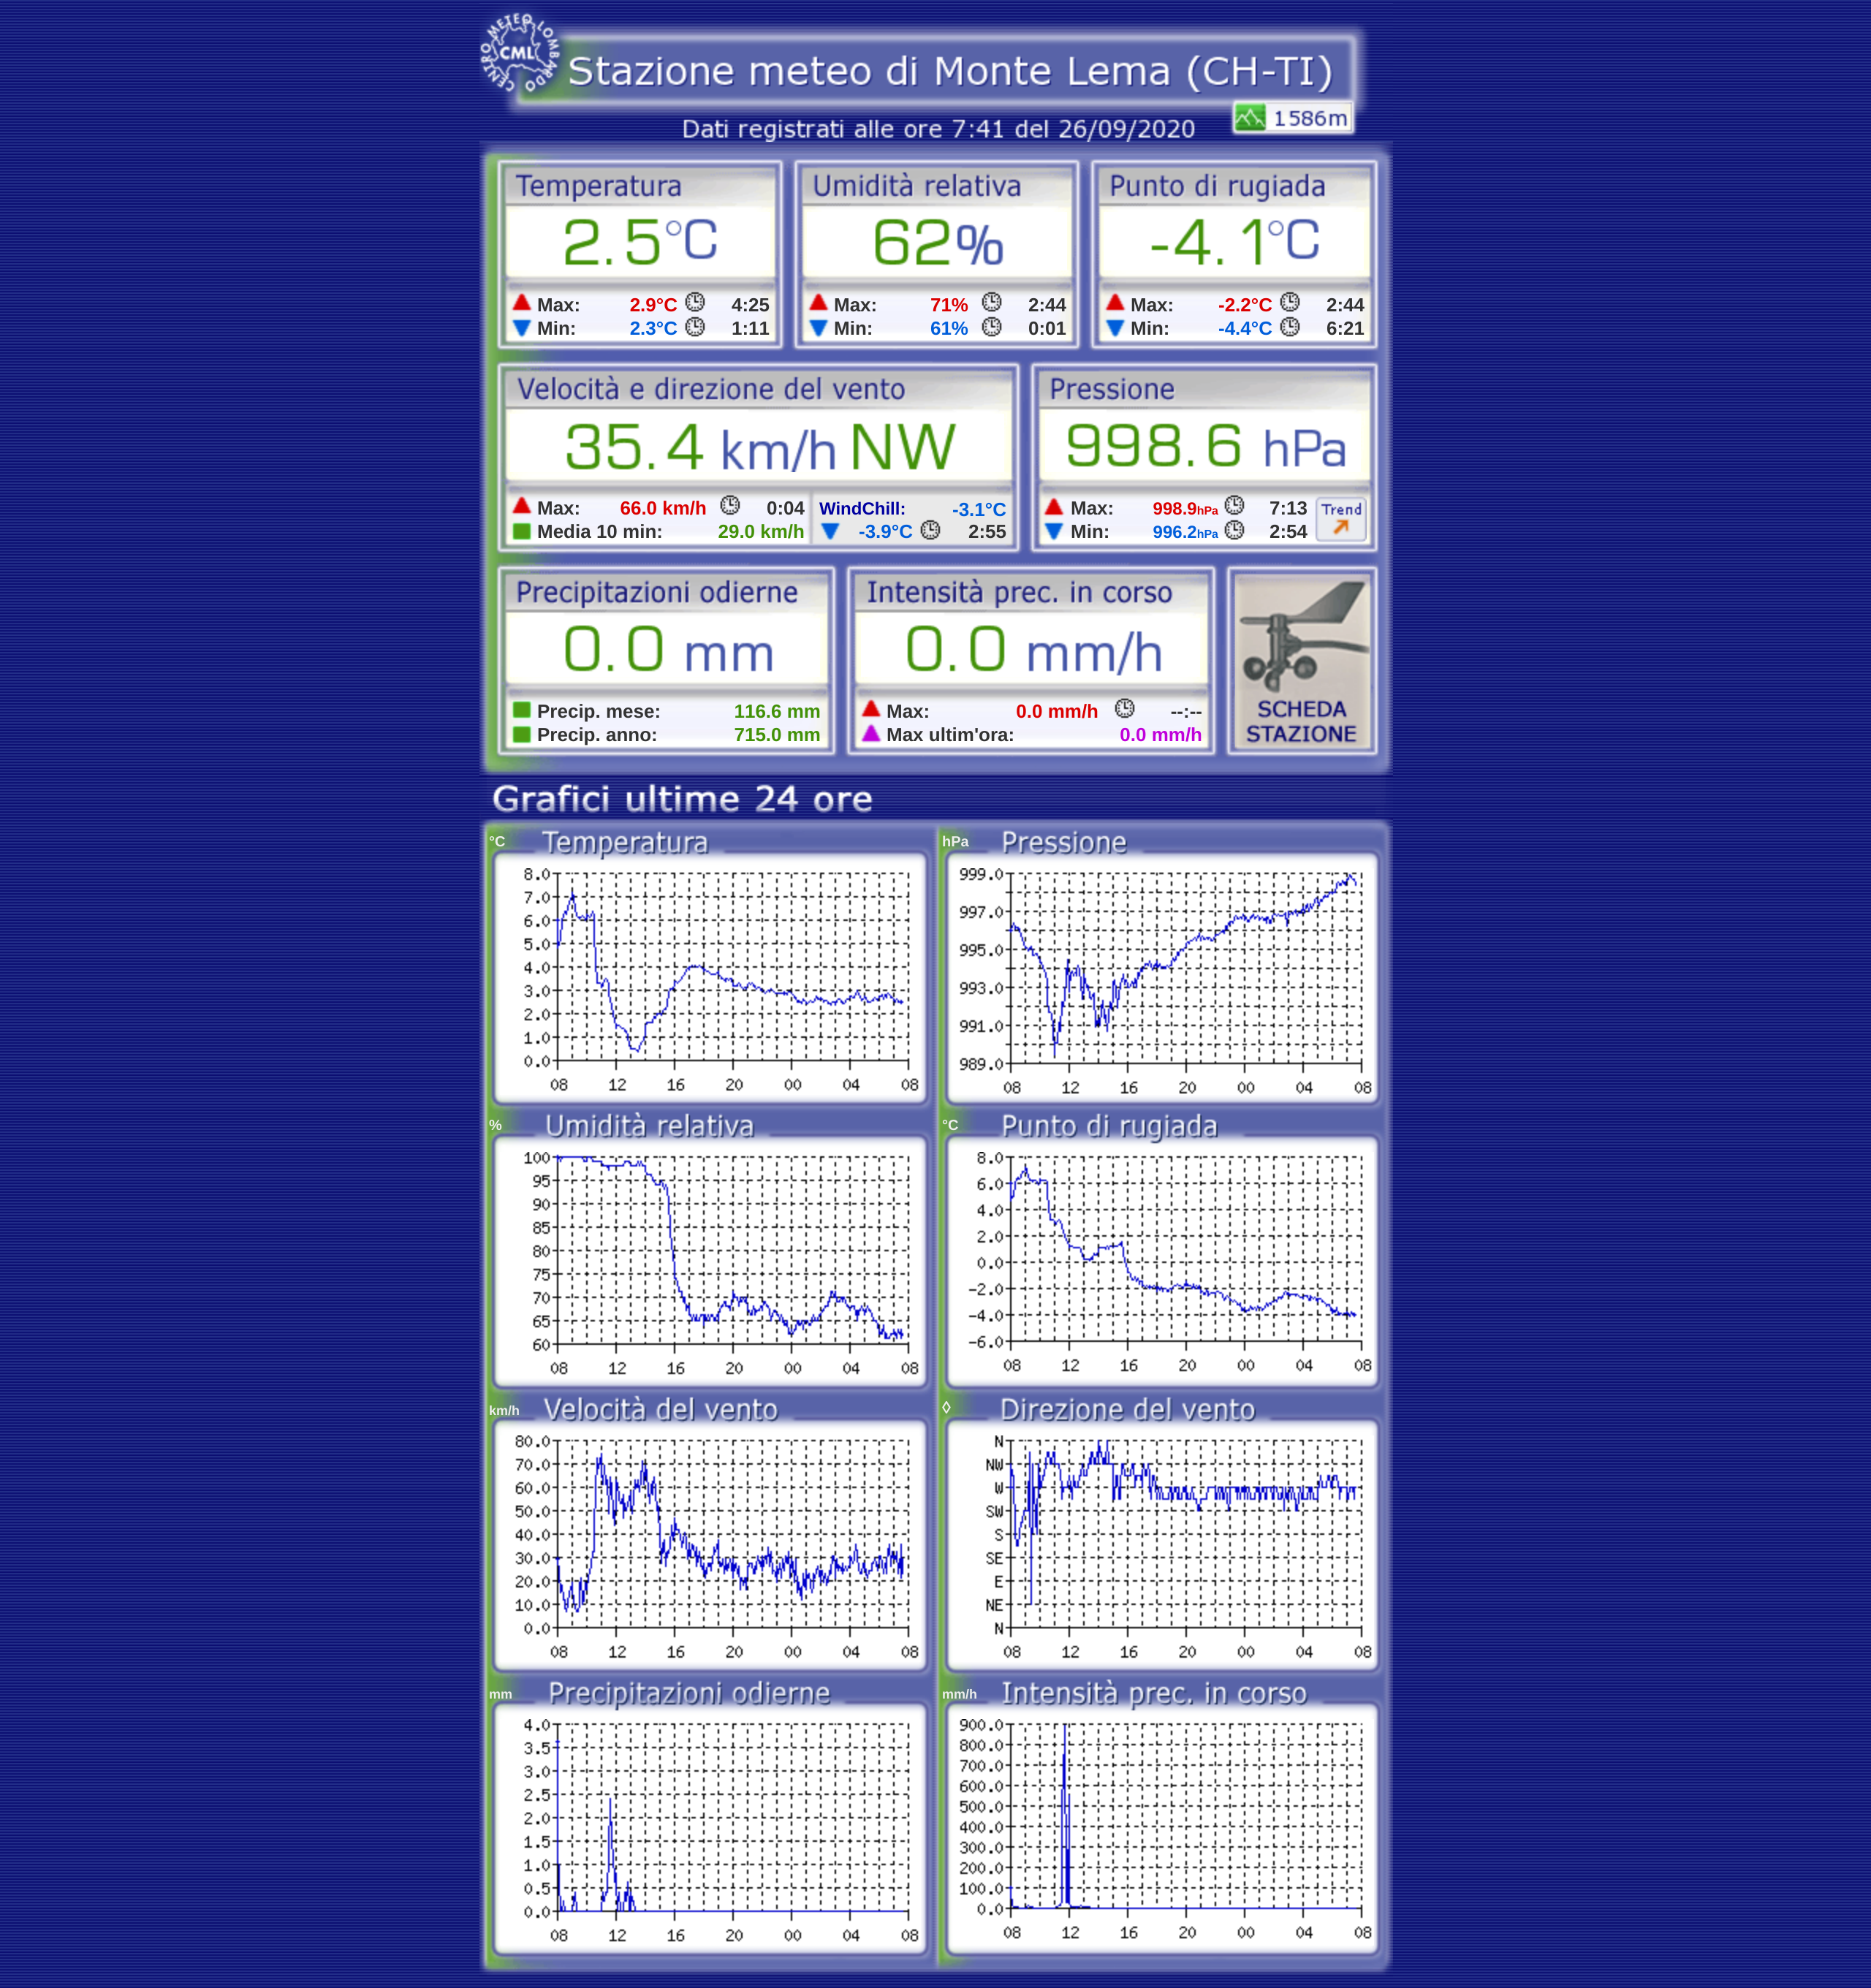 CENTRO METEO LOMBARDO
CML
Stazione meteo di Monte Lema (CH-TI)
1586m
Dati registrati alle ore 7:41 del 26/09/2020
Temperatura Umidità relativa Punto di rugiada
2.5°C 62% -4.1°C
Max: 2.9°C 4:25 Max: 71% 2:44 Max: -2.2°C 2:44
Min: 2.3°C 1:11 Min: 61% 0:01 Min: -4.4°C 6:21
Velocità e direzione del vento Pressione
35.4 km/h NW 998.6 hPa
Max: 66.0 km/h 0:04 WindChill: -3.1°C Max: 998.9hPa 7:13 Trend
Media 10 min: 29.0 km/h -3.9°C 2:55 Min: 996.2hPa 2:54
Precipitazioni odierne Intensità prec. in corso
0.0 mm 0.0 mm/h
Precip. mese: 116.6 mm Max: 0.0 mm/h --:-- SCHEDA
Precip. anno: 715.0 mm Max ultim'ora: 0.0 mm/h STAZIONE
Grafici ultime 24 ore
°C Temperatura
8.0
7.0
6.0
5.0
4.0
3.0
2.0
1.0
0.0
08 12 16 20 00 04 08
hPa Pressione
999.0
997.0
995.0
993.0
991.0
989.0
08 12 16 20 00 04 08
% Umidità relativa
100
95
90
85
80
75
70
65
60
08 12 16 20 00 04 08
°C Punto di rugiada
8.0
6.0
4.0
2.0
0.0
-2.0
-4.0
-6.0
08 12 16 20 00 04 08
km/h Velocità del vento
80.0
70.0
60.0
50.0
40.0
30.0
20.0
10.0
0.0
08 12 16 20 00 04 08
◊ Direzione del vento
N
NW
W
SW
S
SE
E
NE
N
08 12 16 20 00 04 08
mm Precipitazioni odierne
4.0
3.5
3.0
2.5
2.0
1.5
1.0
0.5
0.0
08 12 16 20 00 04 08
mm/h Intensità prec. in corso
900.0
800.0
700.0
600.0
500.0
400.0
300.0
200.0
100.0
0.0
08 12 16 20 00 04 08